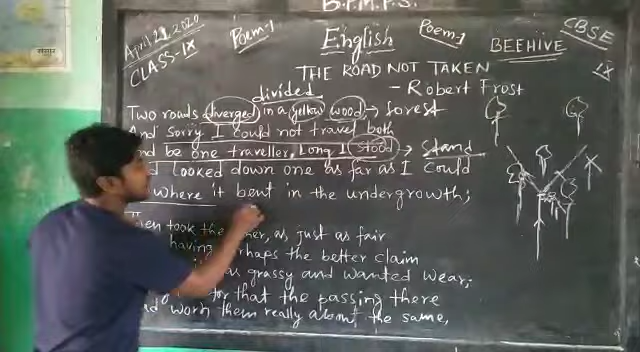 B.P.M.P.S.
April 21, 2020
CLASS-IX
Poem-1
English
Poem-1
BEEHIVE
CBSE
IX
THE ROAD NOT TAKEN
- Robert Frost
divided
Two roads diverged in a yellow wood → forest
And sorry I could not travel both
And be one traveller, long I stood → stand
looked down one as far as I could
where it bent in the undergrowth;
took the as just as fair
having perhaps the better claim
grassy and wanted wear;
for that the passing there
worn them really about the same,